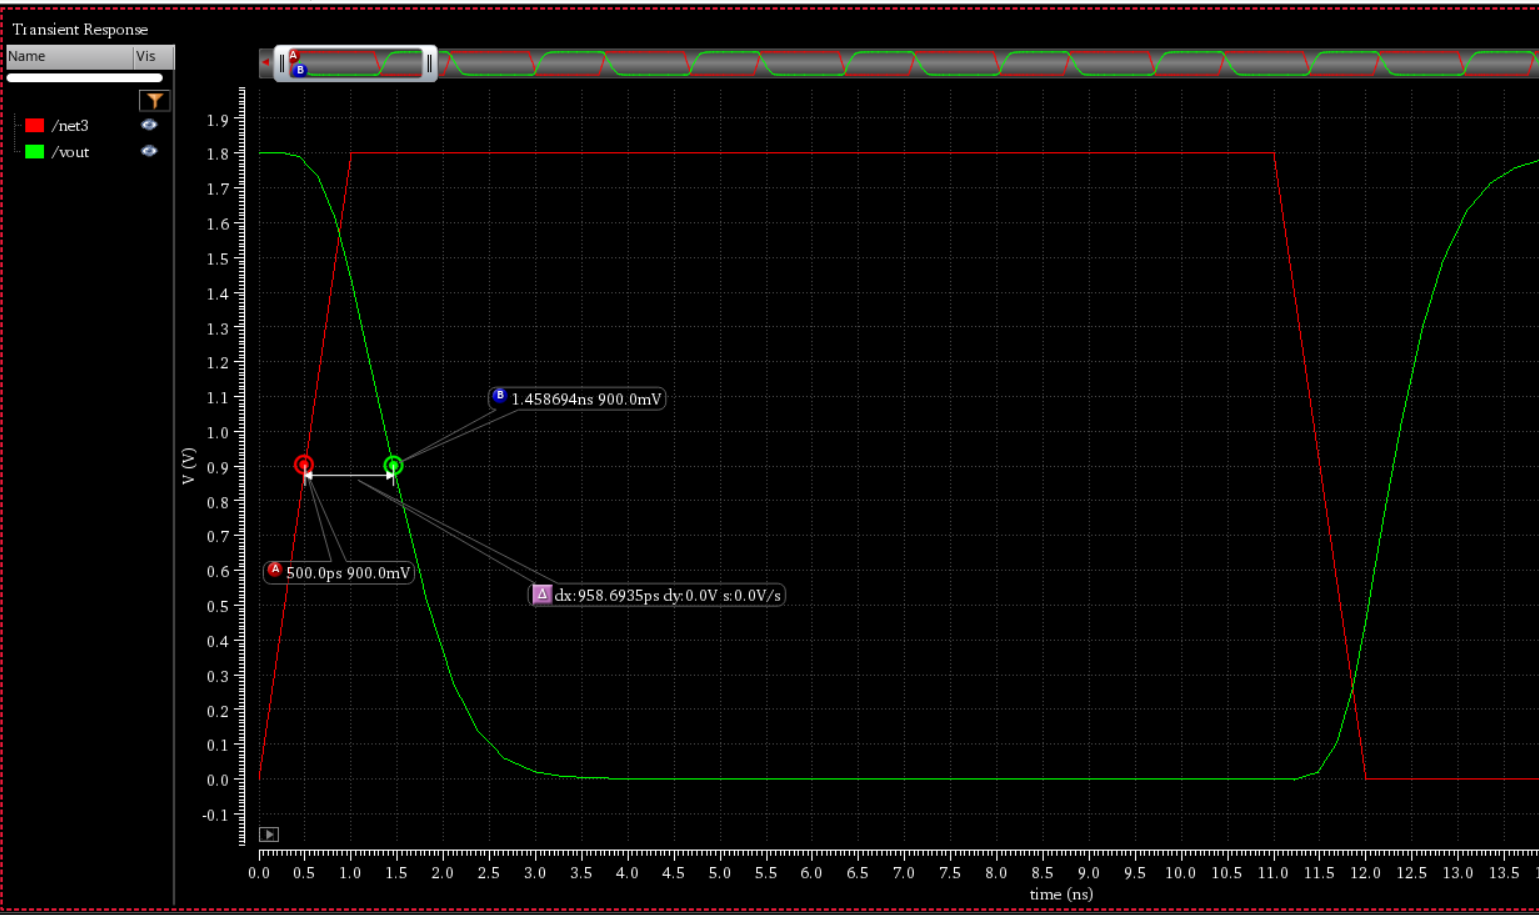 Transient Response
Name Vis
A
B
/net3
/vout
1.9
1.8
1.7
1.6
1.5
1.4
1.3
1.2
1.1
1.0
0.9
0.8
0.7
0.6
0.5
0.4
0.3
0.2
0.1
0.0
-0.1
V (V)
B 1.458694ns 900.0mV
A 500.0ps 900.0mV
Δ dx:958.6935ps dy:0.0V s:0.0V/s
0.0 0.5 1.0 1.5 2.0 2.5 3.0 3.5 4.0 4.5 5.0 5.5 6.0 6.5 7.0 7.5 8.0 8.5 9.0 9.5 10.0 10.5 11.0 11.5 12.0 12.5 13.0 13.5
time (ns)